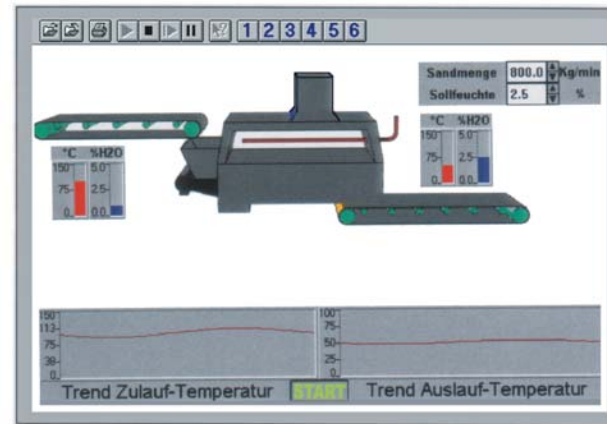 1 2 3 4 5 6
Sandmenge 800.0 Kg/min
Sollfeuchte 2.5 %
°C %H2O
150 5.0
75 2.5
0. 0.0
°C %H2O
150 5.0
75 2.5
0. 0.0
150
113
75
38
0.
100
75
50
25
0.
Trend Zulauf-Temperatur START Trend Auslauf-Temperatur